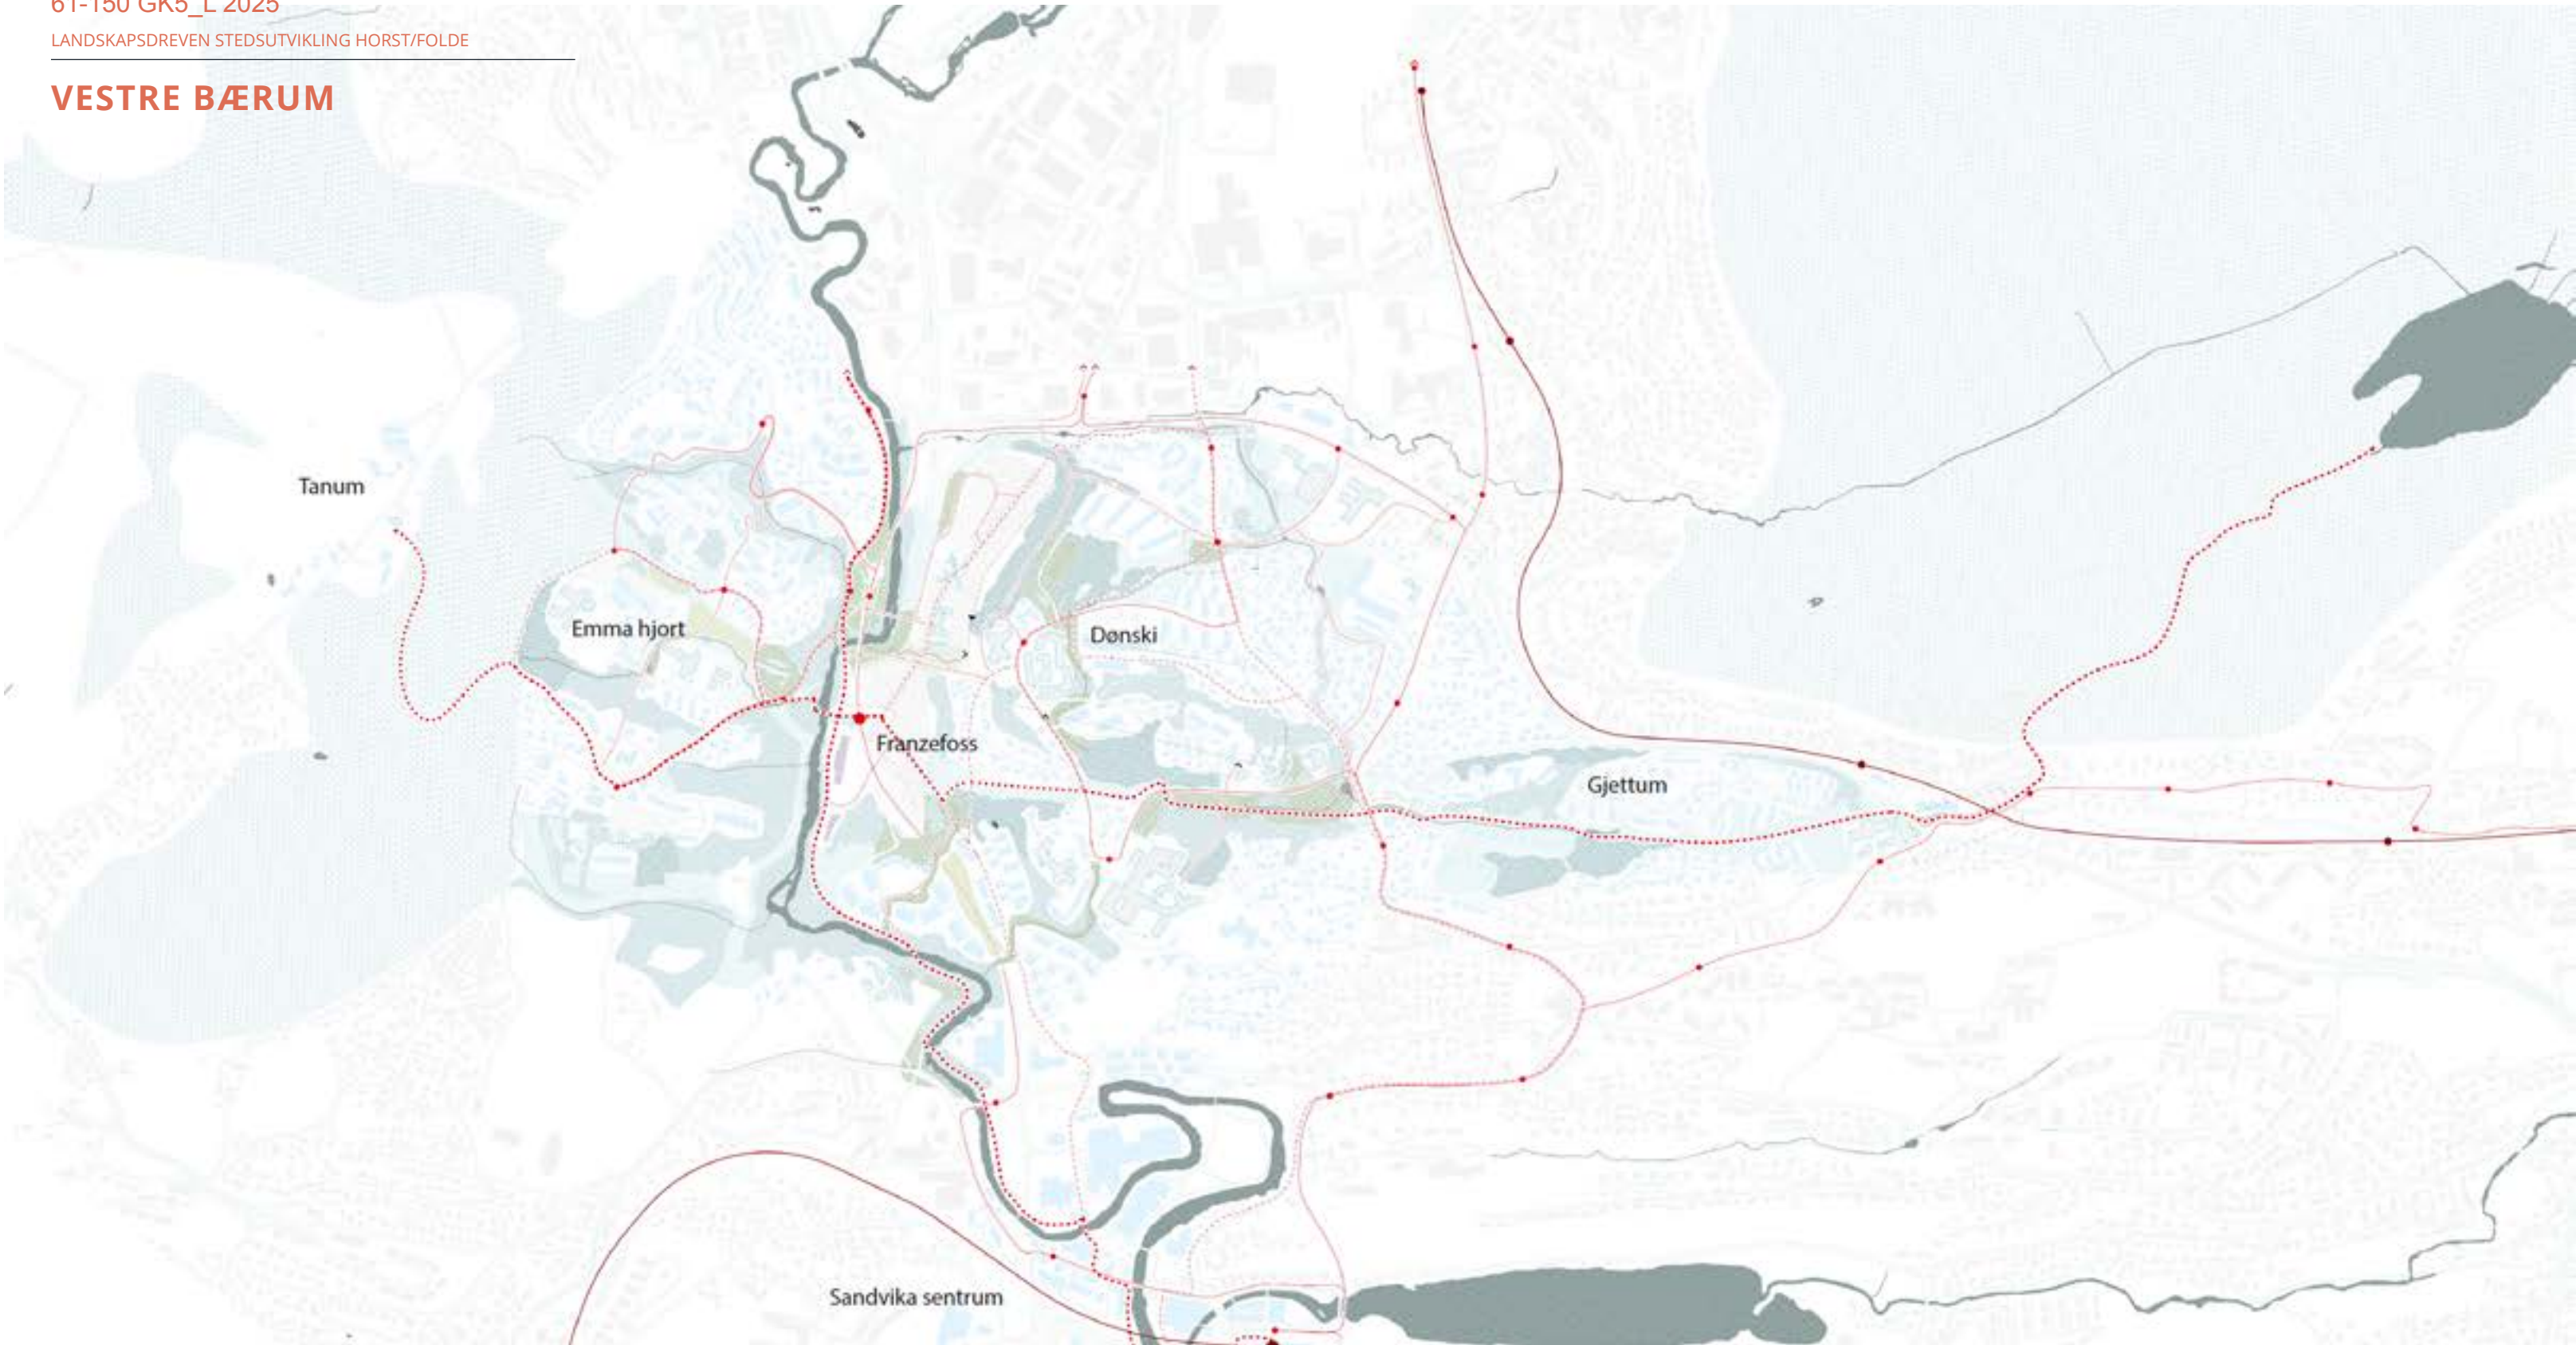 61-150 GK5_L 2025
LANDSKAPSDREVEN STEDSUTVIKLING HORST/FOLDE
VESTRE BÆRUM
Tanum
Emma hjort
Dønski
Franzefoss
Gjettum
Sandvika sentrum